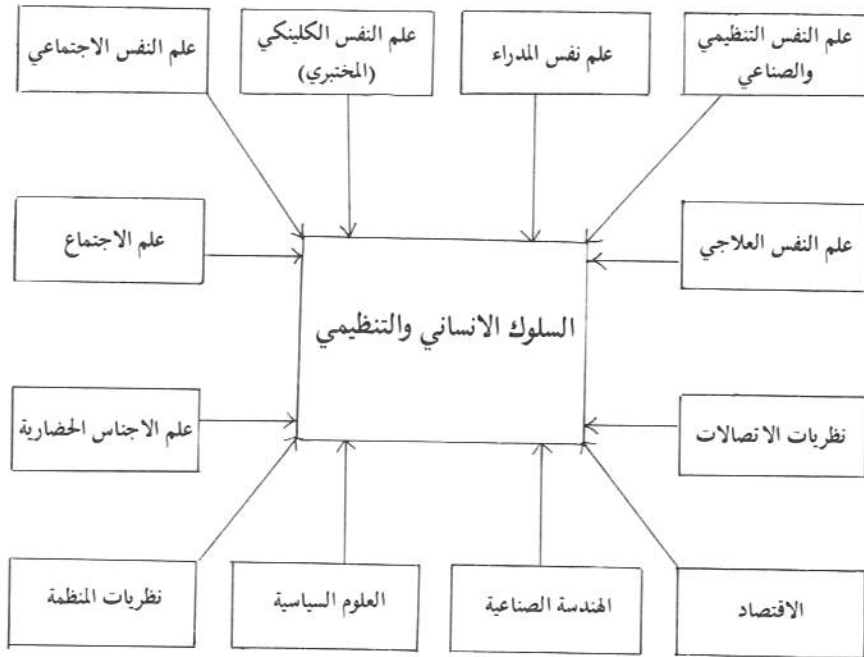 علم النفس التنظيمي
والصناعي
علم نفس المدراء
علم النفس الكلينكي
(المختبري)
علم النفس الاجتماعي
علم النفس العلاجي
علم الاجتماع
السلوك الانساني والتنظيمي
نظريات الاتصالات
علم الاجناس الحضارية
الاقتصاد
الهندسة الصناعية
العلوم السياسية
نظريات المنظمة